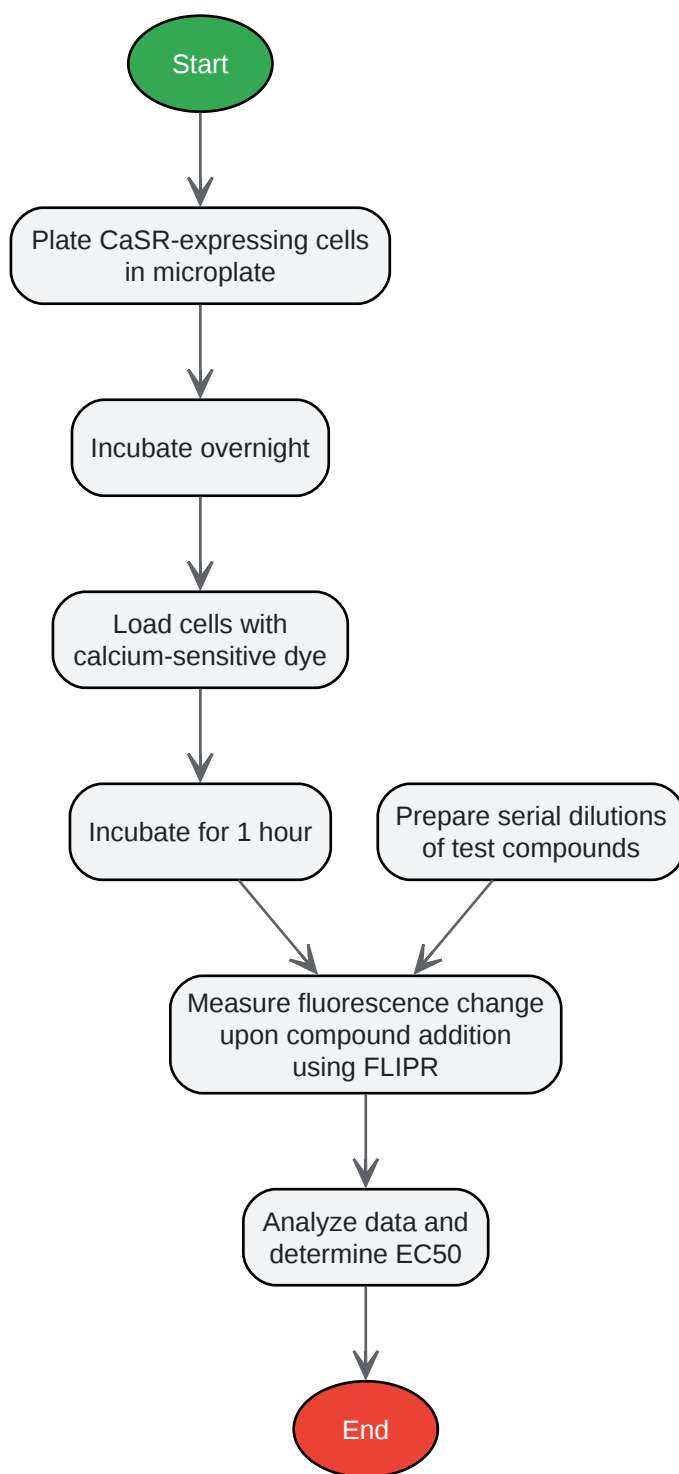 Start
Plate CaSR-expressing cells
in microplate
Incubate overnight
Load cells with
calcium-sensitive dye
Incubate for 1 hour
Prepare serial dilutions
of test compounds
Measure fluorescence change
upon compound addition
using FLIPR
Analyze data and
determine EC50
End